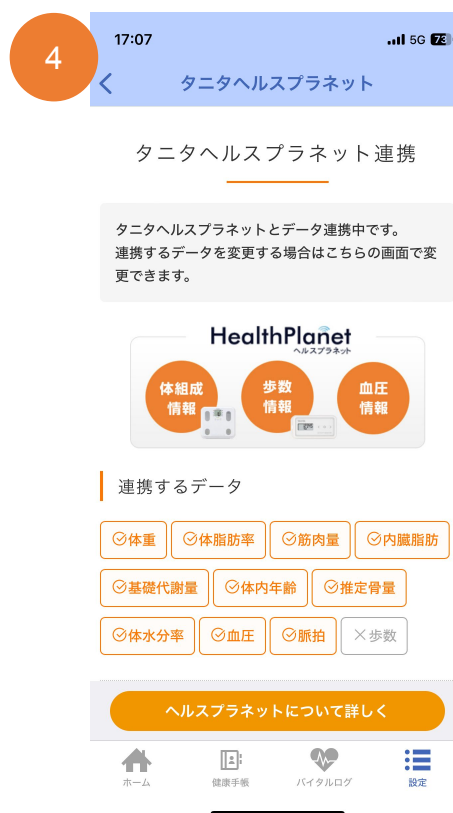 4
17:07
5G 73
タニタヘルスプラネット
タニタヘルスプラネット連携
タニタヘルスプラネットとデータ連携中です。
連携するデータを変更する場合はこちらの画面で変
更できます。
HealthPlanet
ヘルスプラネット
体組成
情報
歩数
情報
血圧
情報
連携するデータ
体重 体脂肪率 筋肉量 内臓脂肪
基礎代謝量 体内年齢 推定骨量
体水分率 血圧 脈拍 歩数
ヘルスプラネットについて詳しく
ホーム 健康手帳 バイタルログ 設定